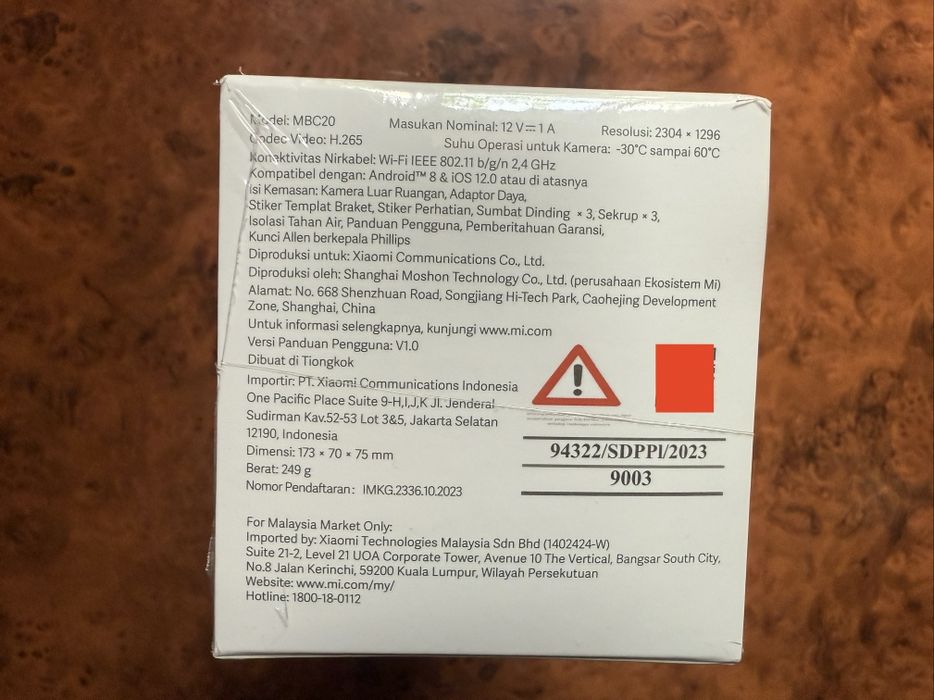 Model: MBC20
Masukan Nominal: 12 V⎓1 A
Resolusi: 2304 × 1296
Codec Video: H.265
Suhu Operasi untuk Kamera: -30°C sampai 60°C
Konektivitas Nirkabel: Wi-Fi IEEE 802.11 b/g/n 2,4 GHz
Kompatibel dengan: Android™ 8 & iOS 12.0 atau di atasnya
Isi Kemasan: Kamera Luar Ruangan, Adaptor Daya,
Stiker Templat Braket, Stiker Perhatian, Sumbat Dinding × 3, Sekrup × 3,
Isolasi Tahan Air, Panduan Pengguna, Pemberitahuan Garansi,
Kunci Allen berkepala Phillips
Diproduksi untuk: Xiaomi Communications Co., Ltd.
Diproduksi oleh: Shanghai Moshon Technology Co., Ltd. (perusahaan Ekosistem Mi)
Alamat: No. 668 Shenzhuan Road, Songjiang Hi-Tech Park, Caohejing Development
Zone, Shanghai, China
Untuk informasi selengkapnya, kunjungi www.mi.com
Versi Panduan Pengguna: V1.0
Dibuat di Tiongkok
Importir: PT. Xiaomi Communications Indonesia
One Pacific Place Suite 9-H,I,J,K Jl. Jenderal
Sudirman Kav.52-53 Lot 3&5, Jakarta Selatan
12190, Indonesia
Dimensi: 173 × 70 × 75 mm
Berat: 249 g
Nomor Pendaftaran: IMKG.2336.10.2023
94322/SDPPl/2023
9003
For Malaysia Market Only:
Imported by: Xiaomi Technologies Malaysia Sdn Bhd (1402424-W)
Suite 21-2, Level 21 UOA Corporate Tower, Avenue 10 The Vertical, Bangsar South City,
No.8 Jalan Kerinchi, 59200 Kuala Lumpur, Wilayah Persekutuan
Website: www.mi.com/my/
Hotline: 1800-18-0112